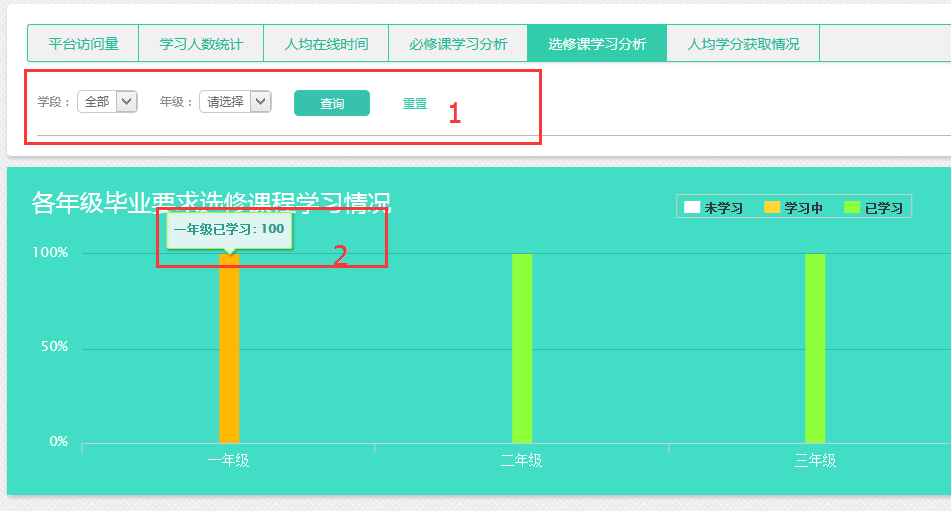 平台访问量 学习人数统计 人均在线时间 必修课学习分析 选修课学习分析 人均学分获取情况
学段： 全部 年级： 请选择 查询 重置 1
各年级毕业要求选修课程学习情况
未学习 学习中 已学习
一年级已学习: 100
2
100%
50%
0%
一年级 二年级 三年级